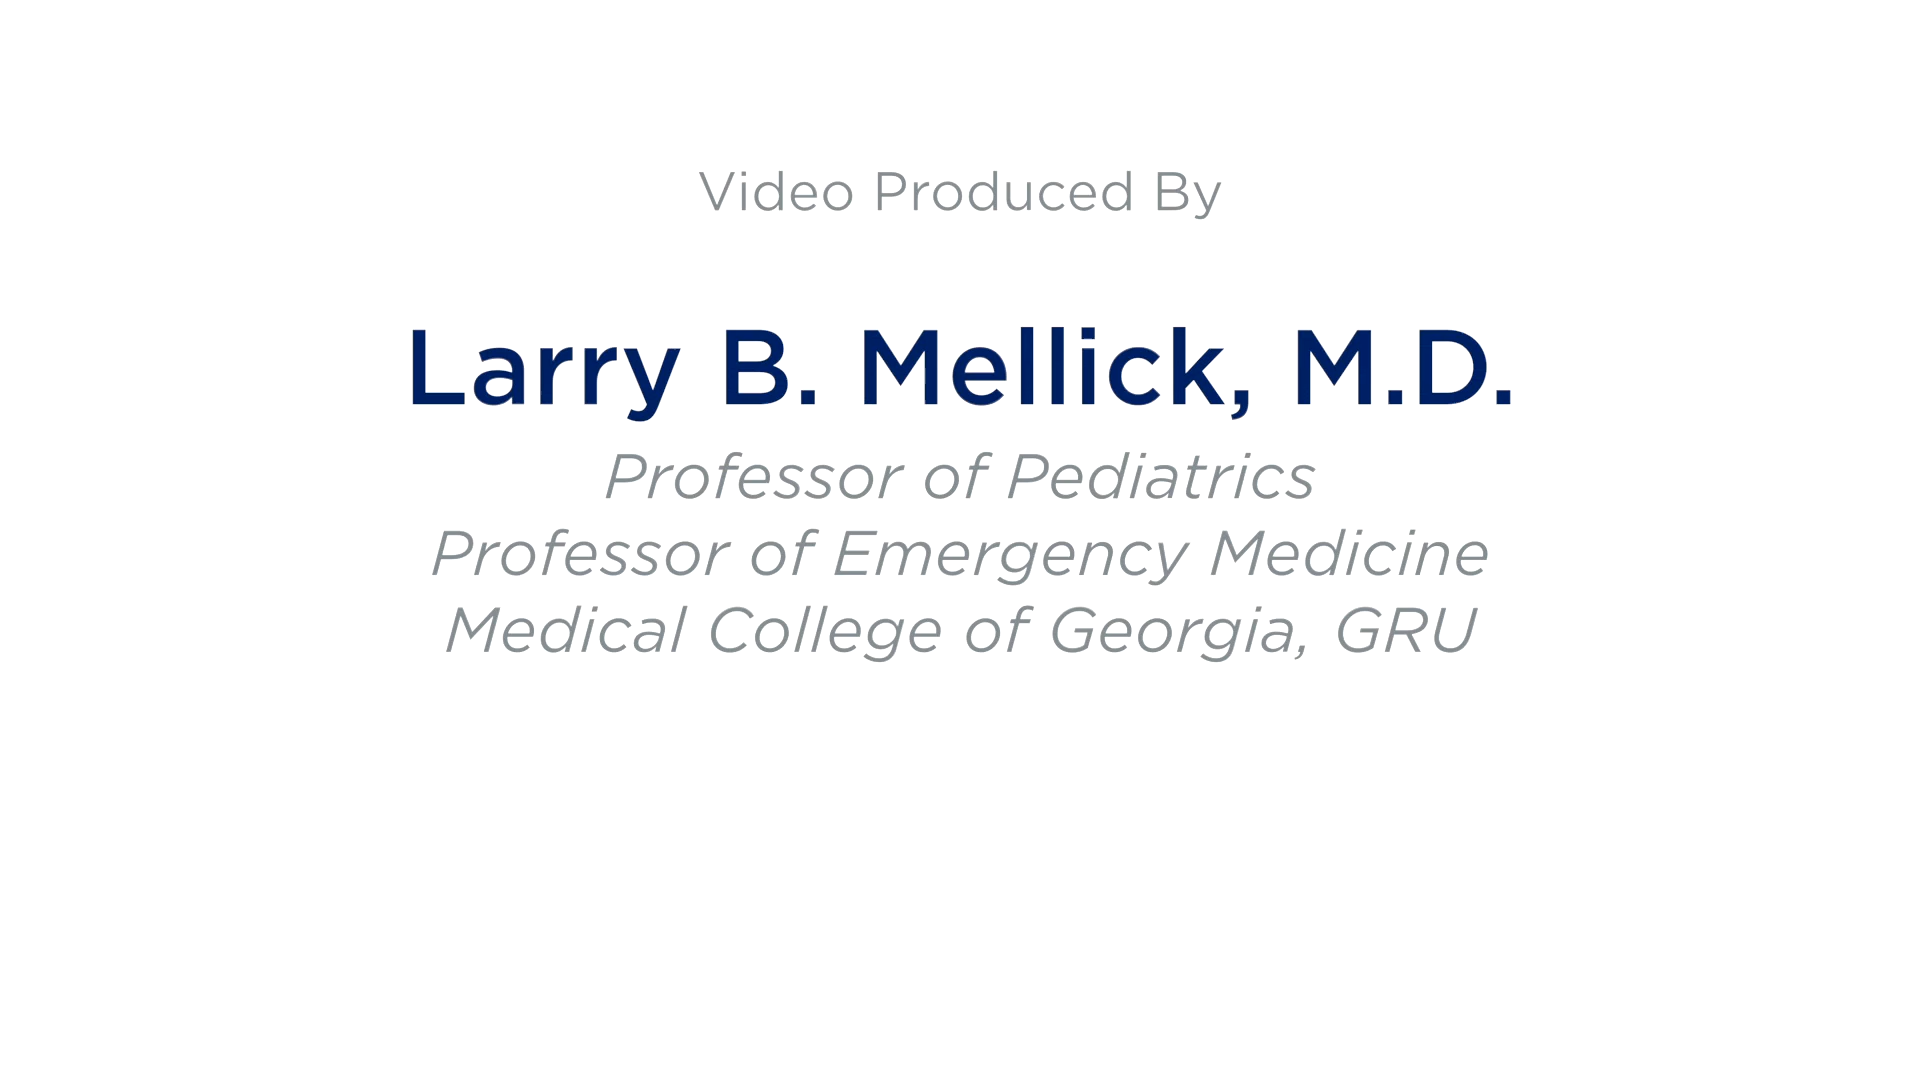 Video Produced By
Larry B. Mellick, M.D.
Professor of Pediatrics
Professor of Emergency Medicine
Medical College of Georgia, GRU